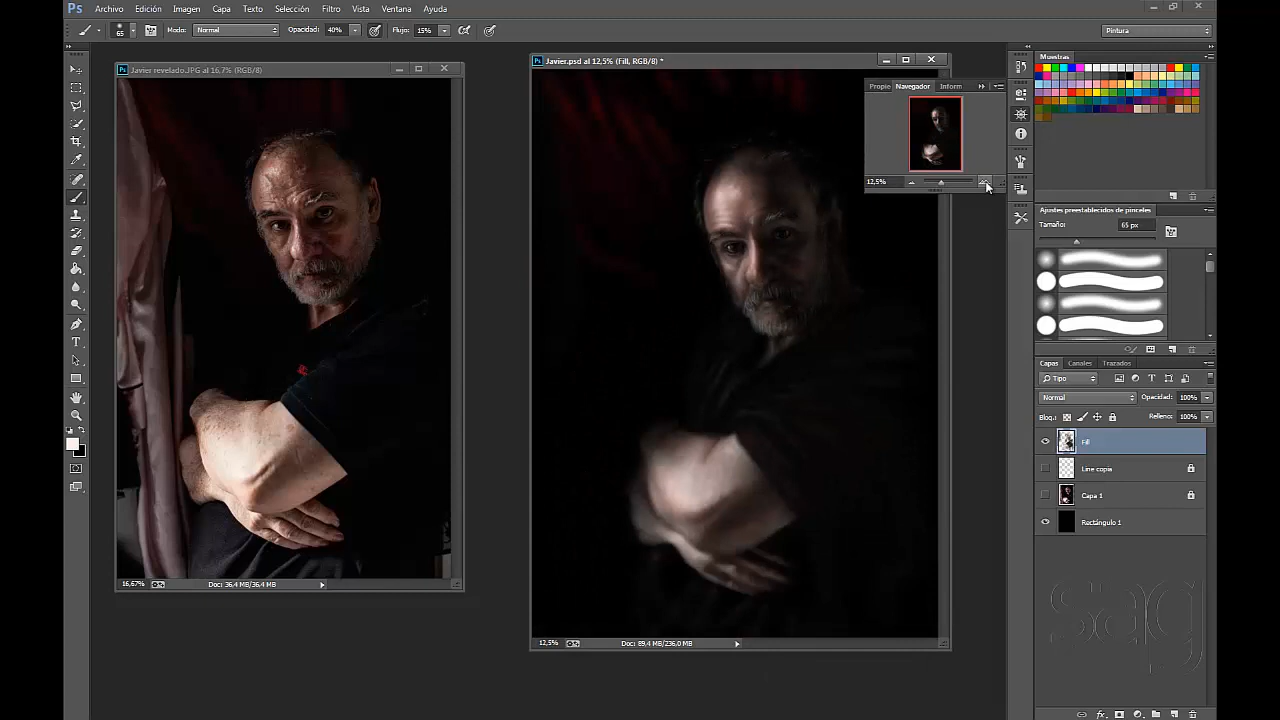 Ps Archivo Edición Imagen Capa Texto Selección Filtro Vista Ventana Ayuda
65 Modo: Normal Opacidad: 40% Flujo: 15% Pintura
Javier revelado.JPG al 16,7% (RGB/8)
Javier.psd al 12,5% (Fill, RGB/8) *
Muestras
Propie Navegador Inform
12,5%
Ajustes preestablecidos de pinceles
Tamaño: 65 px
Capas Canales Trazados
Tipo
Normal Opacidad: 100%
Bloq.: Relleno: 100%
Fill
Line copia
Capa 1
Rectángulo 1
16,67% Doc: 36,4 MB/36,4 MB
12,5% Doc: 89,4 MB/236,0 MB